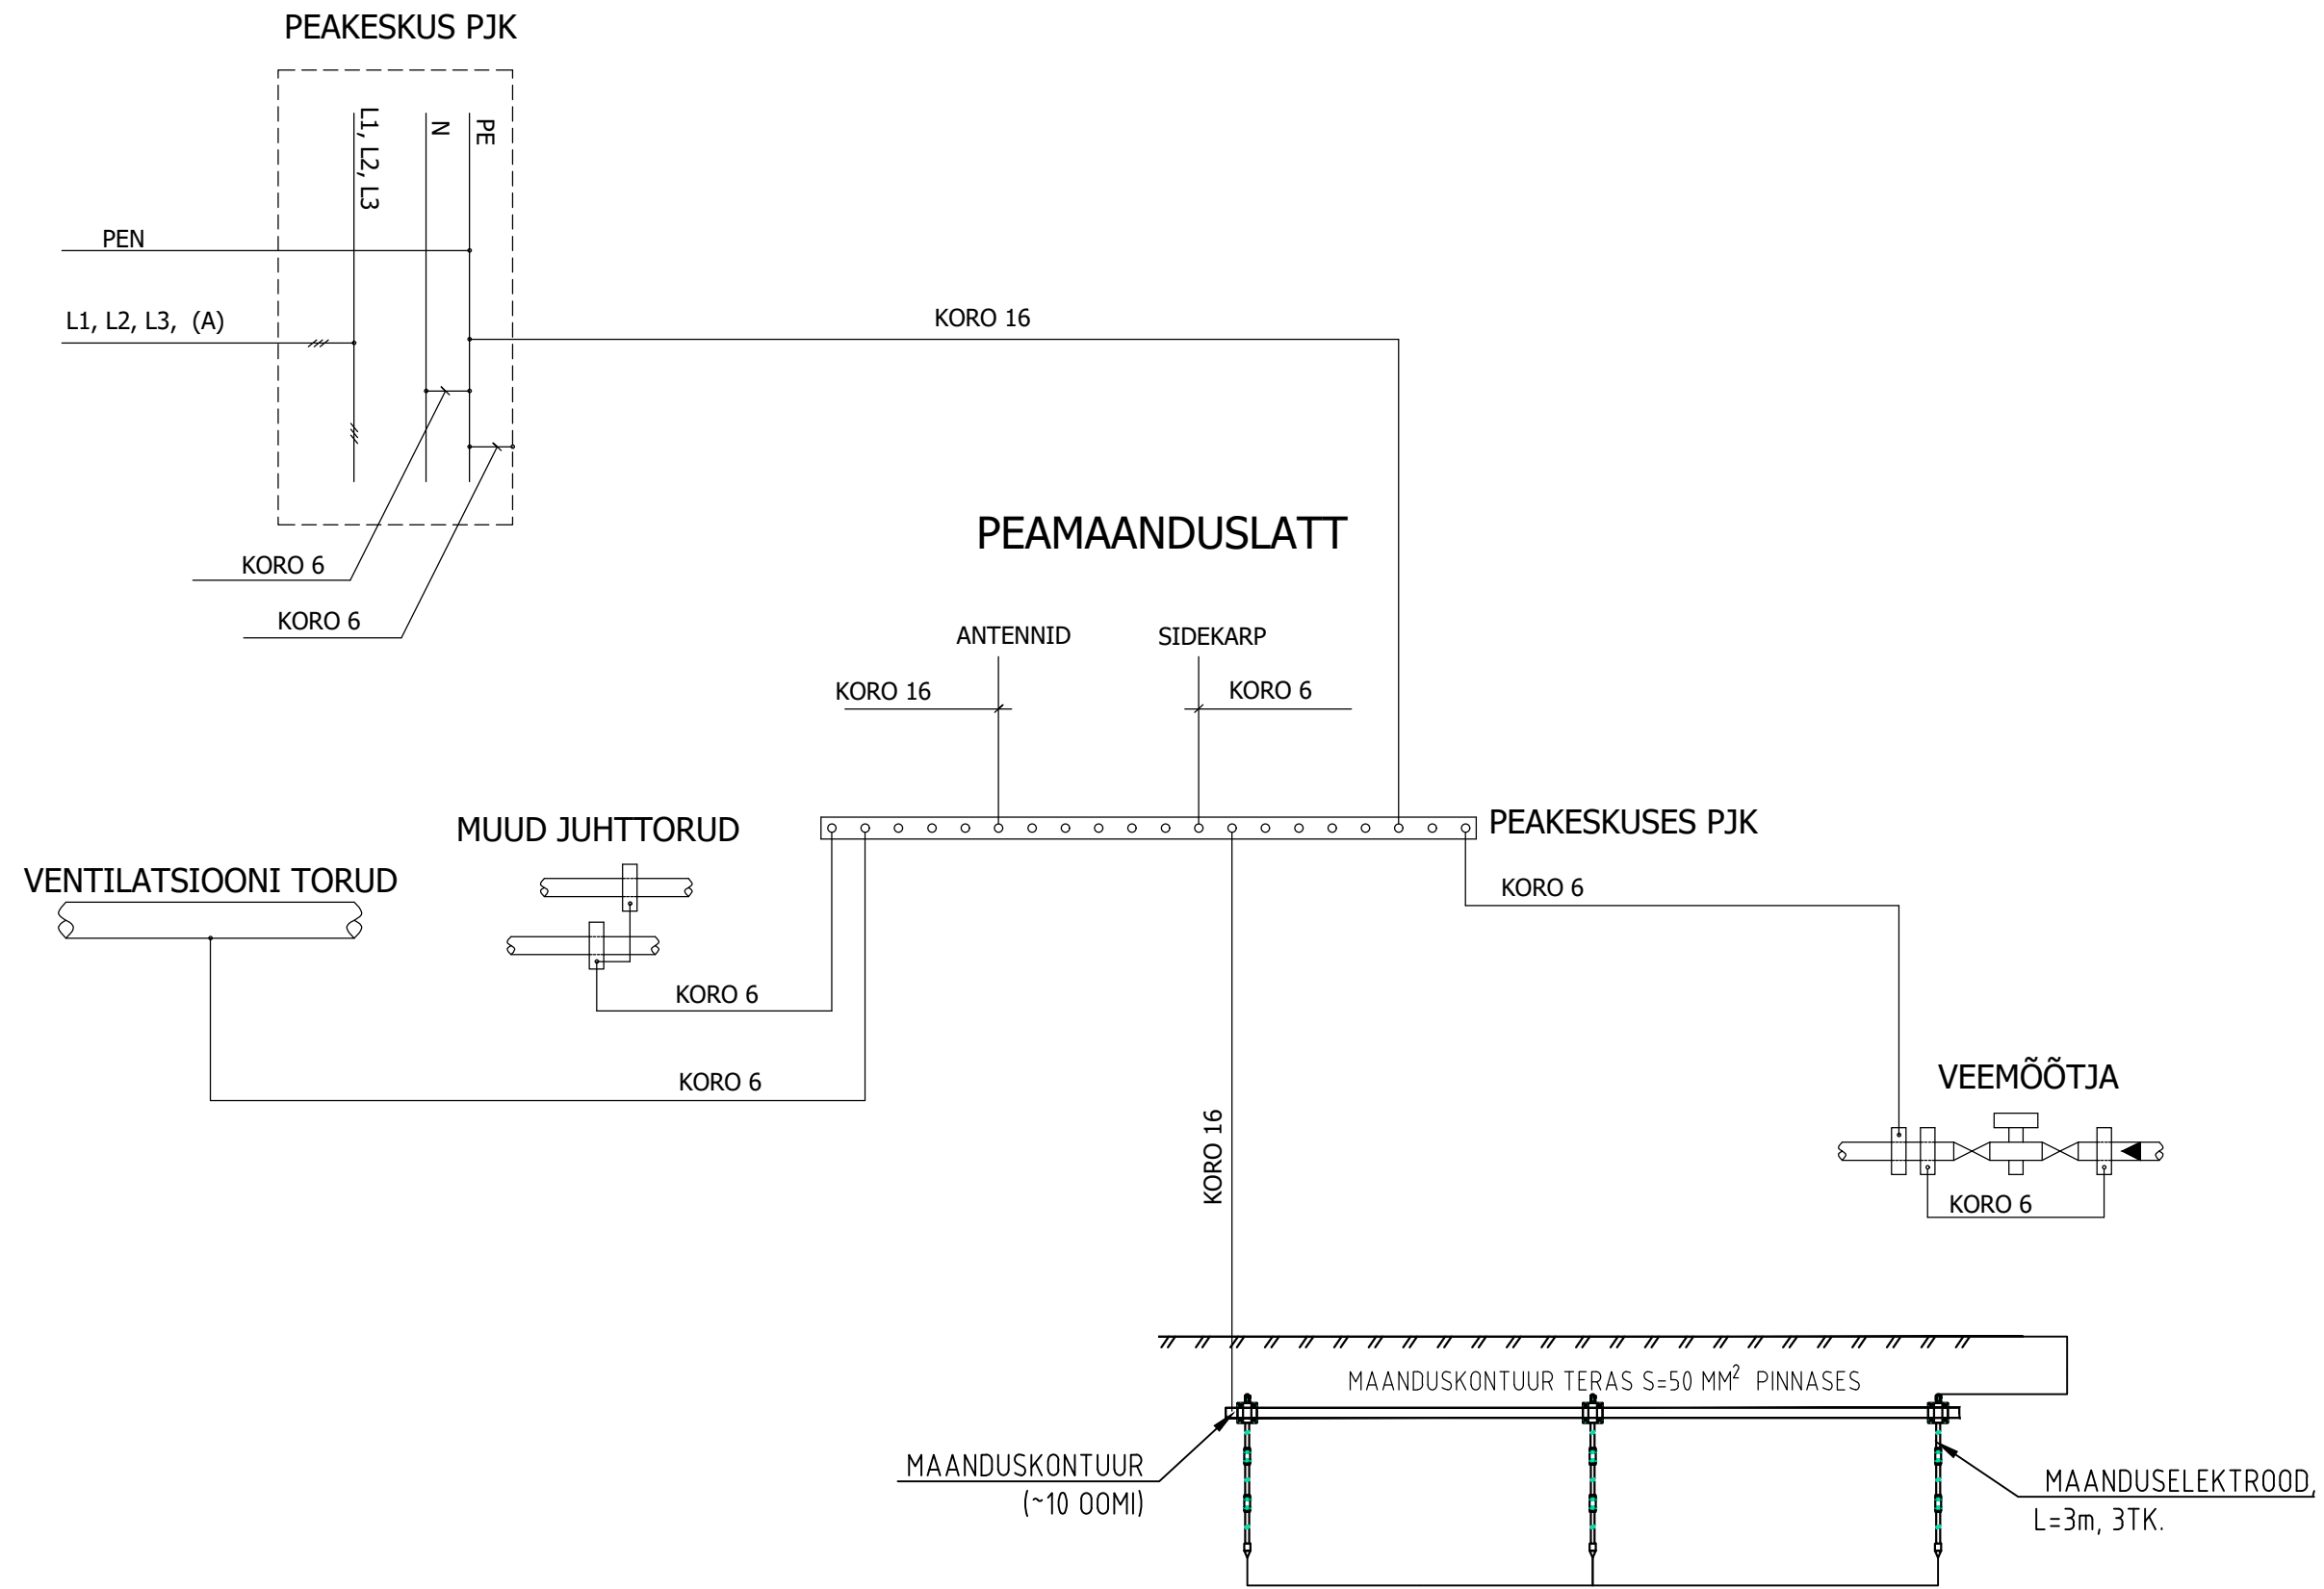 PEAKESKUS PJK
L1, L2, L3
N
PE
PEN
L1, L2, L3, (A)
KORO 16
KORO 6
KORO 6
PEAMAANDUSLATT
ANTENNID
SIDEKARP
KORO 16
KORO 6
PEAKESKUSES PJK
MUUD JUHTTORUD
VENTILATSIOONI TORUD
KORO 6
KORO 6
KORO 6
KORO 16
VEEMÕÕTJA
KORO 6
MAANDUSKONTUUR TERAS S=50 MM² PINNASES
MAANDUSKONTUUR
(~10 OOMI)
MAANDUSELEKTROOD,
L=3m, 3TK.